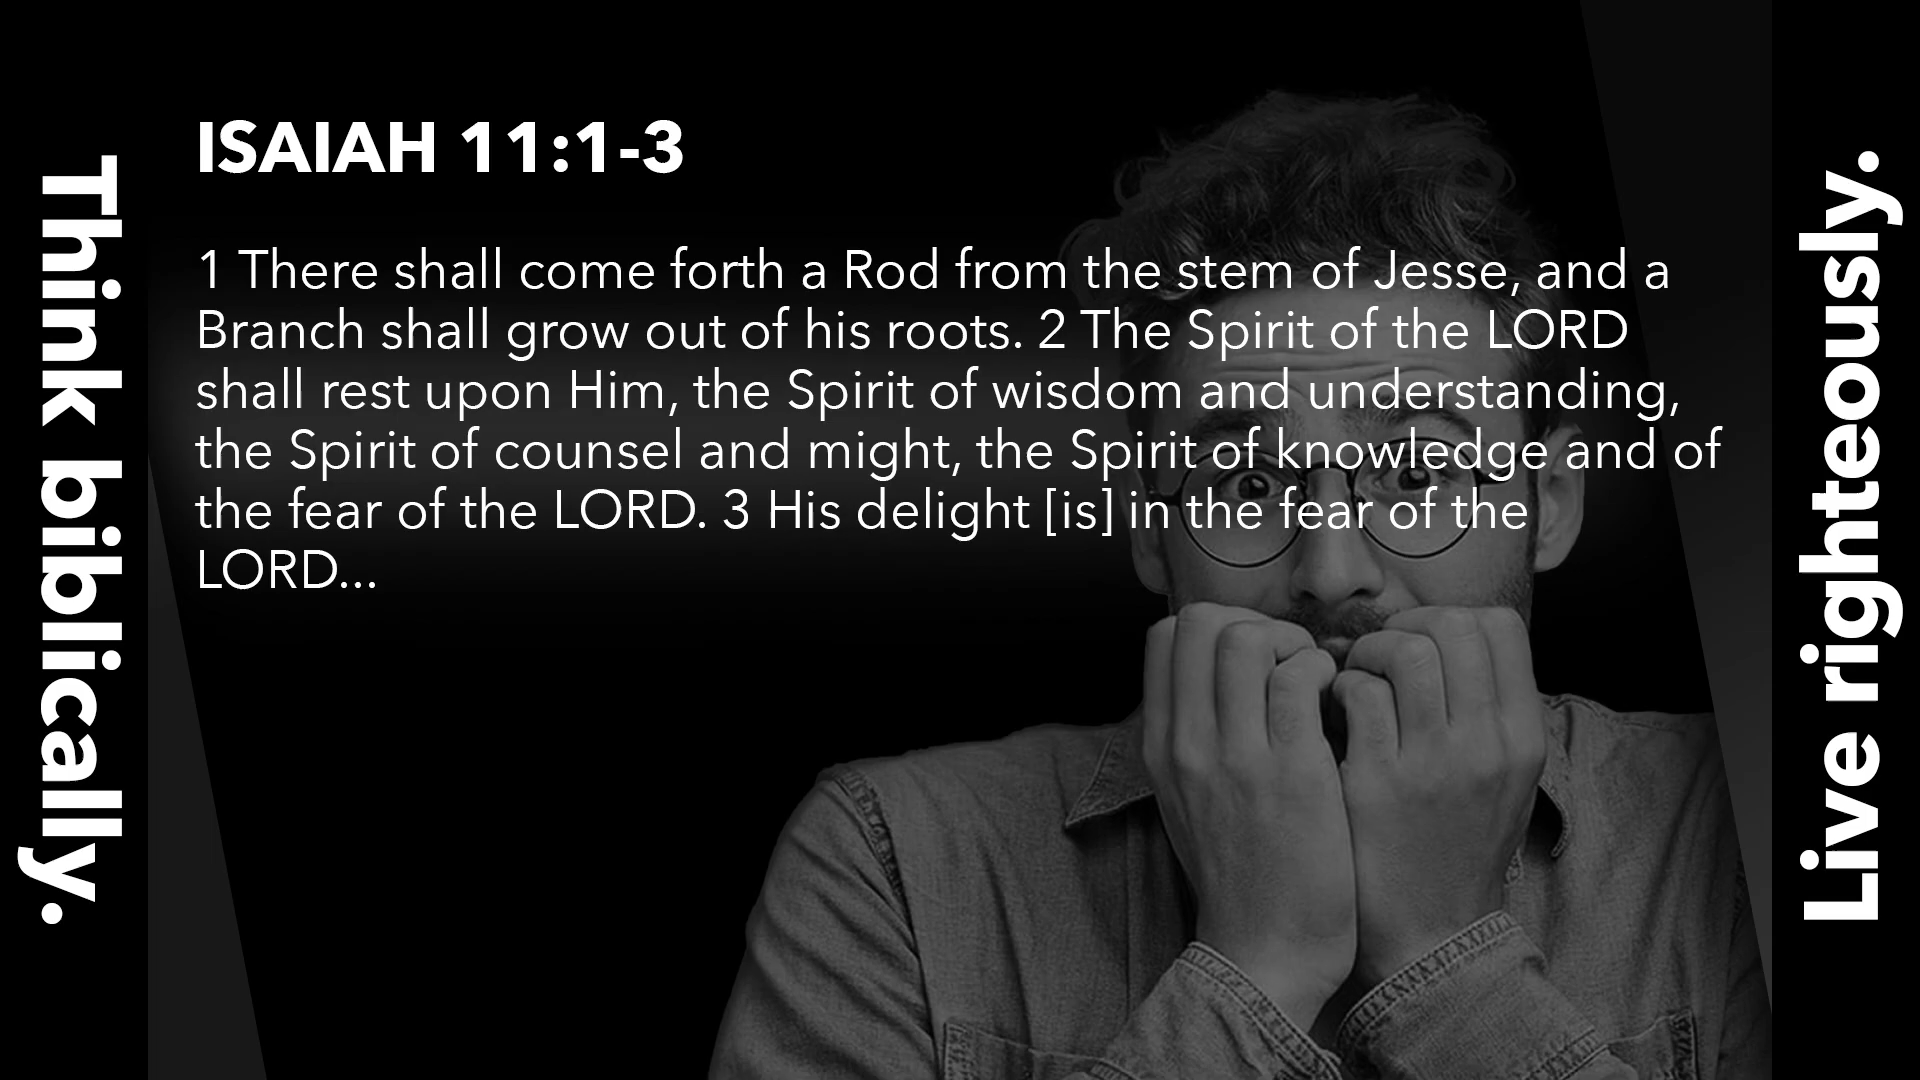 Think biblically.
ISAIAH 11:1-3
1 There shall come forth a Rod from the stem of Jesse, and a
Branch shall grow out of his roots. 2 The Spirit of the LORD
shall rest upon Him, the Spirit of wisdom and understanding,
the Spirit of counsel and might, the Spirit of knowledge and of
the fear of the LORD. 3 His delight [is] in the fear of the
LORD...
Live righteously.